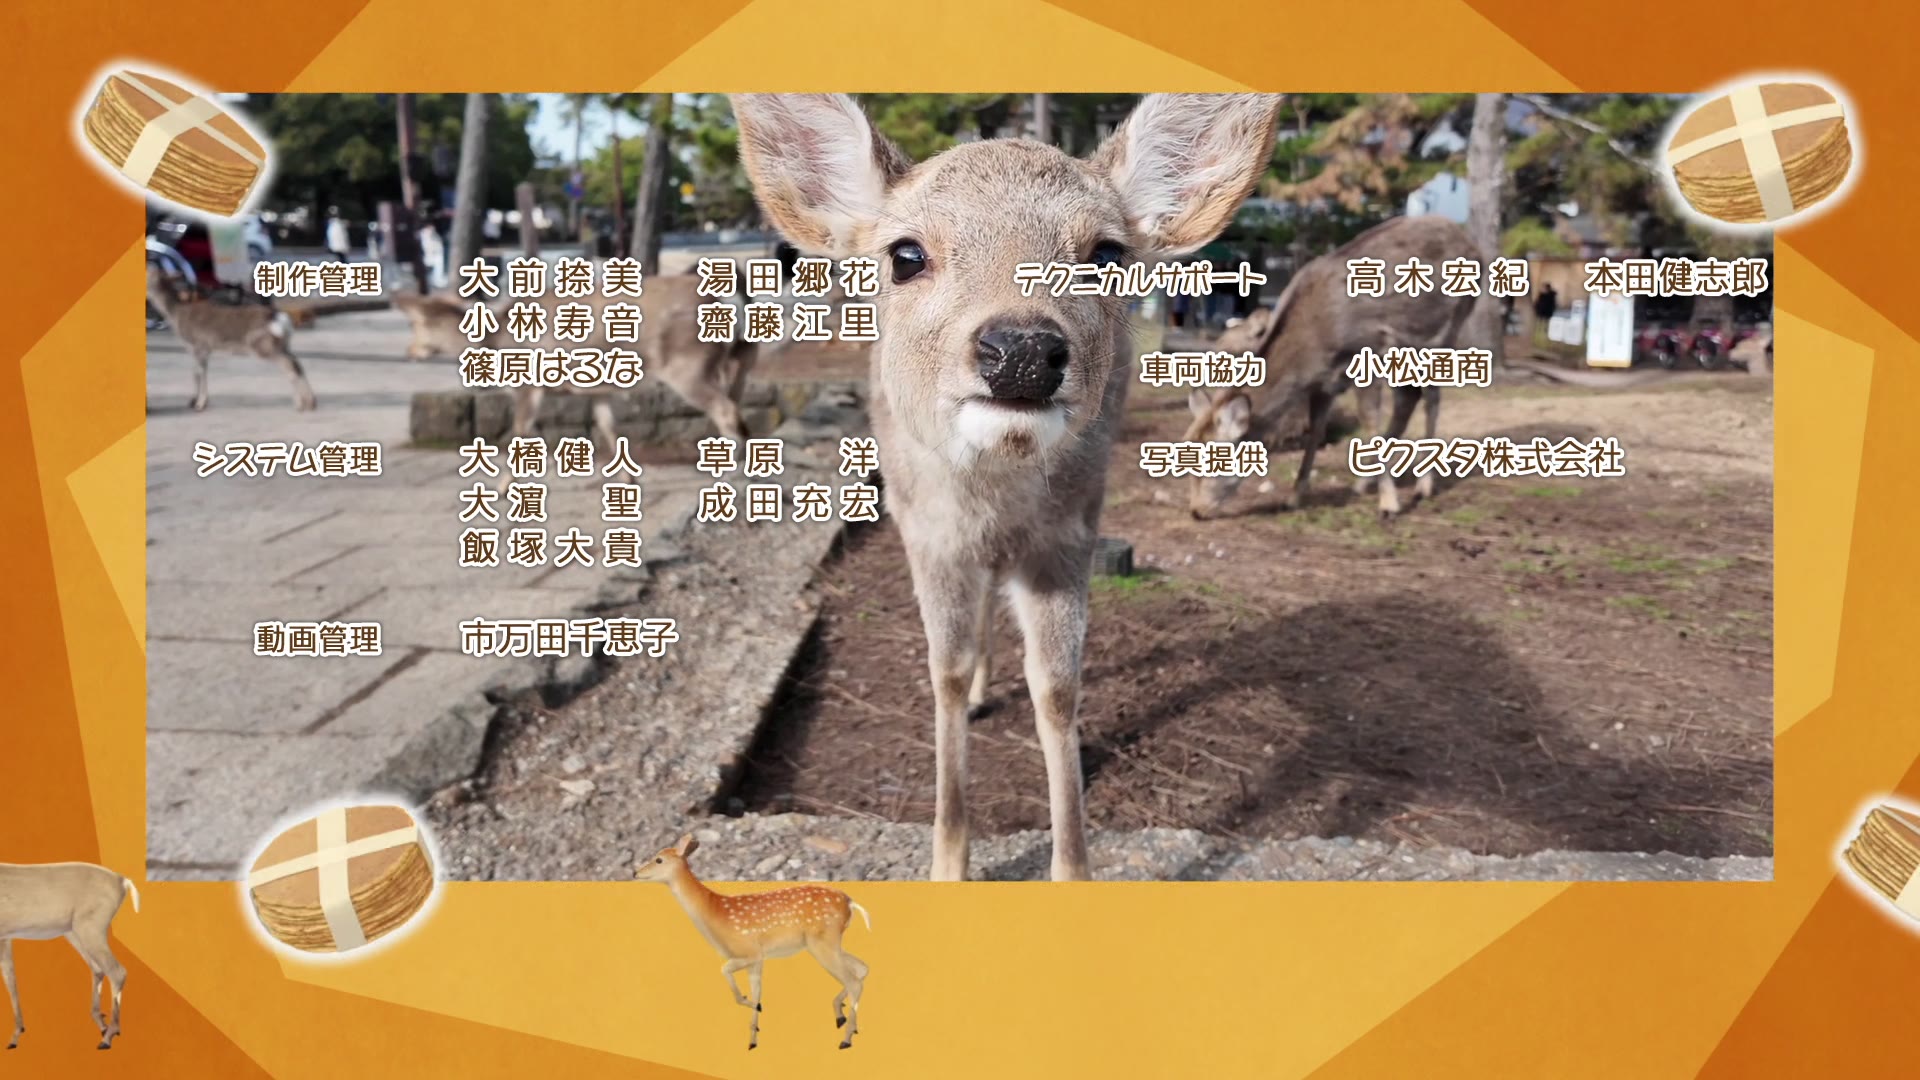 制作管理 大前捺美 湯田郷花
小林寿音 齋藤江里
篠原はるな
システム管理 大橋健人 草原 洋
大濵 聖 成田充宏
飯塚大貴
動画管理 市万田千恵子
テクニカルサポート 高木宏紀 本田健志郎
車両協力 小松通商
写真提供 ピクスタ株式会社